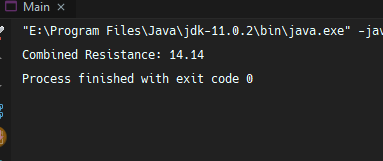 Main
"E:\Program Files\Java\jdk-11.0.2\bin\java.exe" -jav
Combined Resistance: 14.14
Process finished with exit code 0